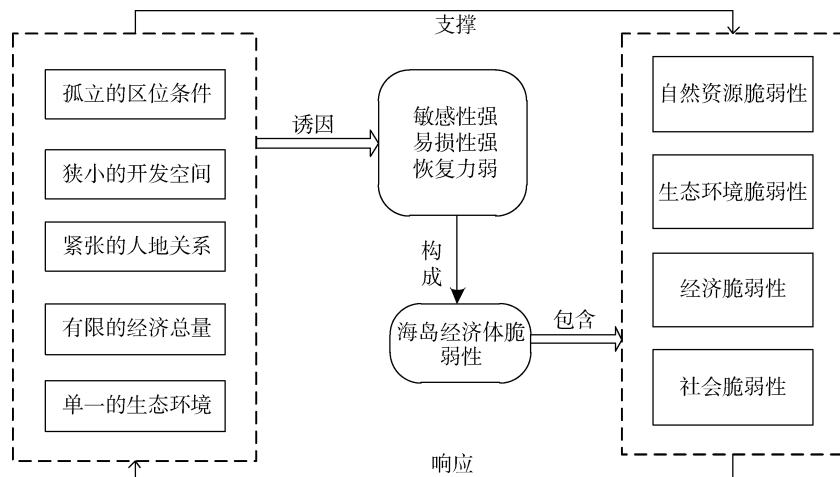 支撑
孤立的区位条件
狭小的开发空间
紧张的人地关系
有限的经济总量
单一的生态环境
诱因
敏感性强
易损性强
恢复力弱
构
成
海岛经济体脆
弱性
包含
自然资源脆弱性
生态环境脆弱性
经济脆弱性
社会脆弱性
响应